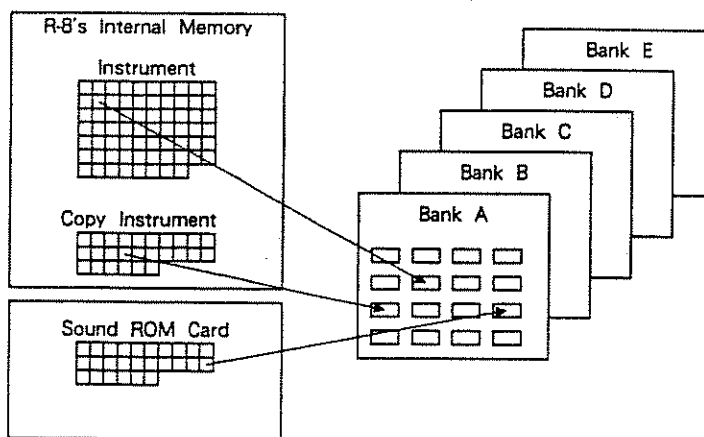 R-8's Internal Memory
Instrument
Copy Instrument
Sound ROM Card
Bank E
Bank D
Bank C
Bank B
Bank A